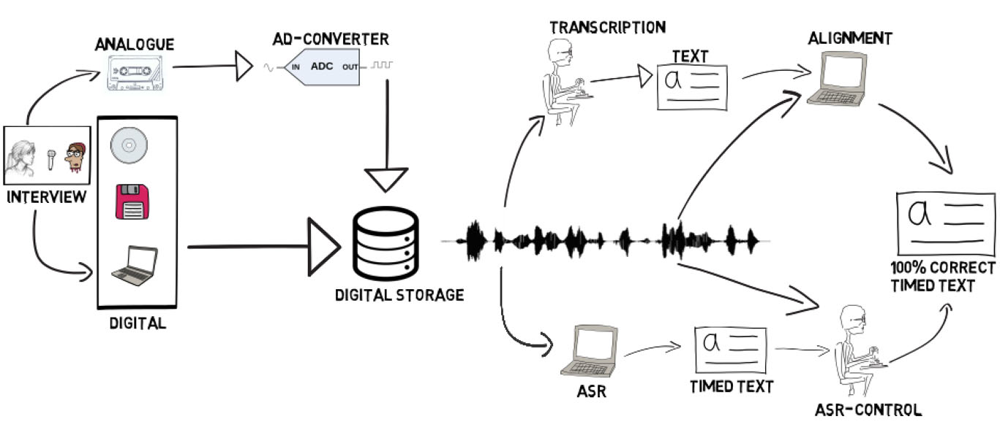 ANALOGUE
AD-CONVERTER
IN ADC OUT
INTERVIEW
DIGITAL
DIGITAL STORAGE
TRANSCRIPTION
TEXT
a
ALIGNMENT
a
100% CORRECT
TIMED TEXT
ASR
a
TIMED TEXT
ASR-CONTROL